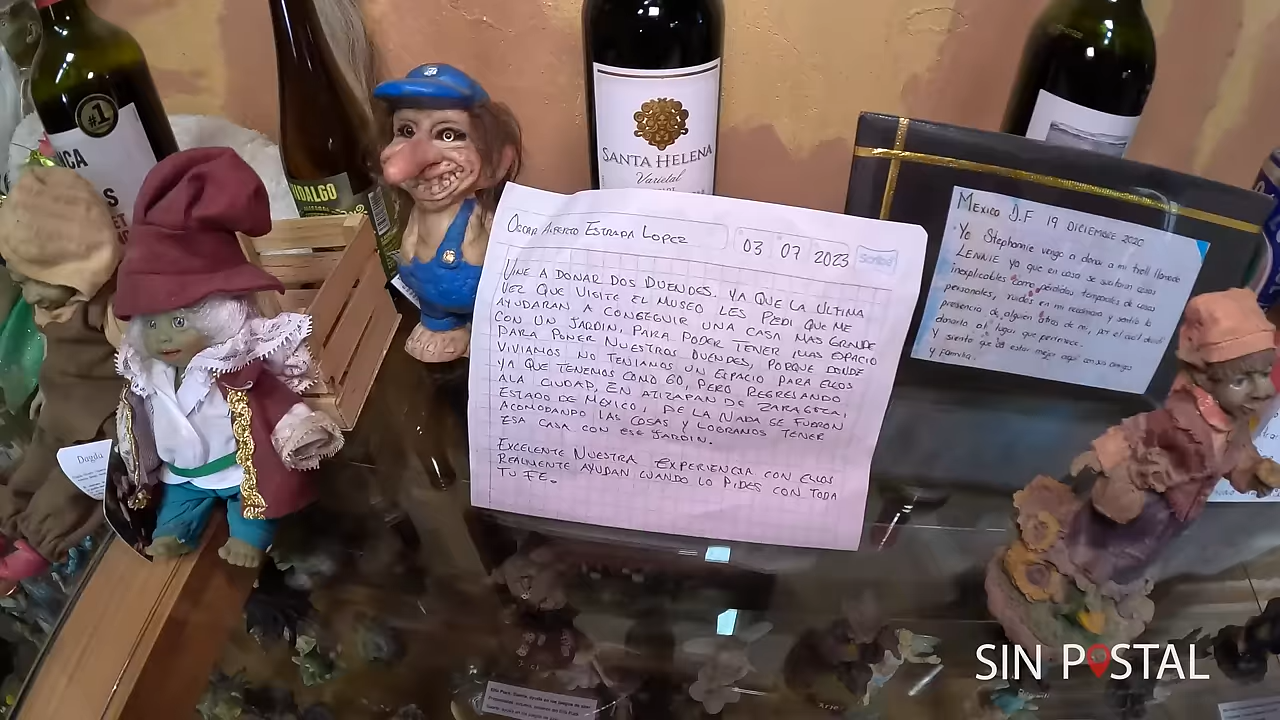 #1
HIDALGO
SANTA HELENA
Varietal
OSCAR ALBERTO ESTRADA LOPEZ
03 07 2023
Scribe
VINE A DONAR DOS DUENDES, YA QUE LA ULTIMA
VEZ QUE VISITE EL MUSEO LES PEDI QUE ME
AYUDARAN A CONSEGUIR UNA CASA MAS GRANDE
CON UN JARDIN, PARA PODER TENER MAS ESPACIO
PARA PONER NUESTROS DUENDES, PORQUE DONDE
VIVIAMOS NO TENIAMOS UN ESPACIO PARA ELLOS
YA QUE TENEMOS COMO 60, PERO REGRESANDO
A LA CIUDAD, EN ATIZAPAN DE ZARAGOZA,
ESTADO DE MEXICO, DE LA NADA SE FUERON
ACOMODANDO LAS COSAS Y LOGRAMOS TENER
ESA CASA CON ESE JARDIN.
EXCELENTE NUESTRA EXPERIENCIA CON ELLOS
REALMENTE AYUDAN CUANDO LO PIDES CON TODA
TU FE.
MEXICO D.F 19 DICIEMBRE 2020
Yo Stephannie vengo a donar a mi troll llamado
LENNIE ya que en casa se suscitaron cosas
inexplicables como pérdidas temporales de cosas
personales, ruidos en mi recámara y sentir la
presencia de alguien atrás de mi, por el cual decidí
donarlo al lugar que pertenece.
Y siento que va estar mejor aquí con sus amigos
y Familia.
Dagda
SIN POSTAL